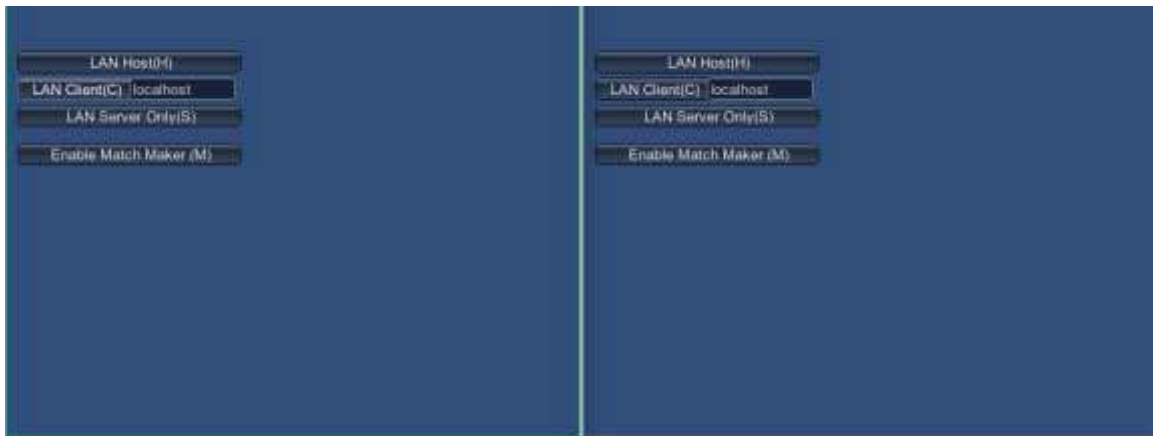 LAN Host(H)
LAN Client(C) localhost
LAN Server Only(S)
Enable Match Maker (M)
LAN Host(H)
LAN Client(C) localhost
LAN Server Only(S)
Enable Match Maker (M)